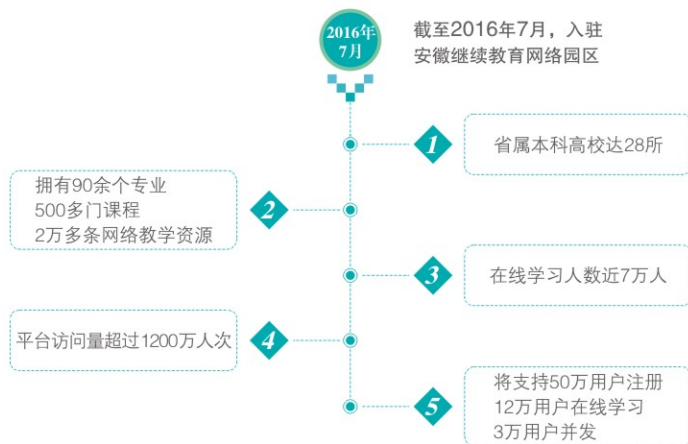 2016年
7月
截至2016年7月，入驻
安徽继续教育网络园区
1
省属本科高校达28所
2
拥有90余个专业
500多门课程
2万多条网络教学资源
3
在线学习人数近7万人
4
平台访问量超过1200万人次
5
将支持50万用户注册
12万用户在线学习
3万用户并发